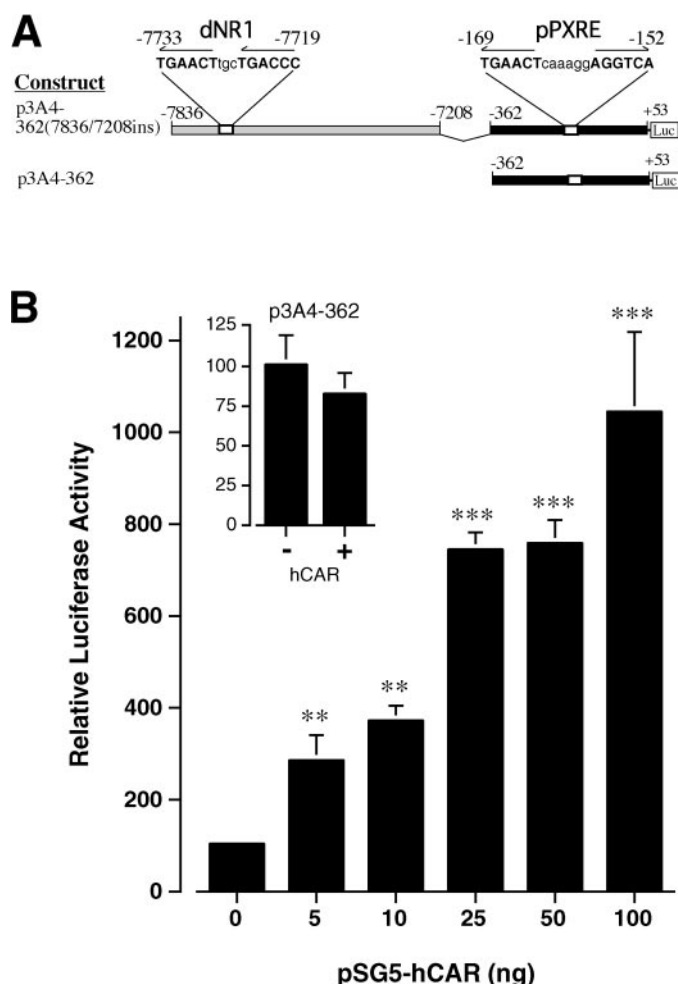 A
dNR1
pPXRE
-7733 -7719
-169 -152
TGAACTtgcTGACCC
TGAACTcaaaggAGGTCA
Construct
p3A4-
362(7836/7208ins)
-7836 -7208 -362 +53
Luc
p3A4-362
-362 +53
Luc
B
Relative Luciferase Activity
1200
1000
800
600
400
200
0
p3A4-362
125
100
75
50
25
0
- +
hCAR
**
**
***
***
***
0 5 10 25 50 100
pSG5-hCAR (ng)